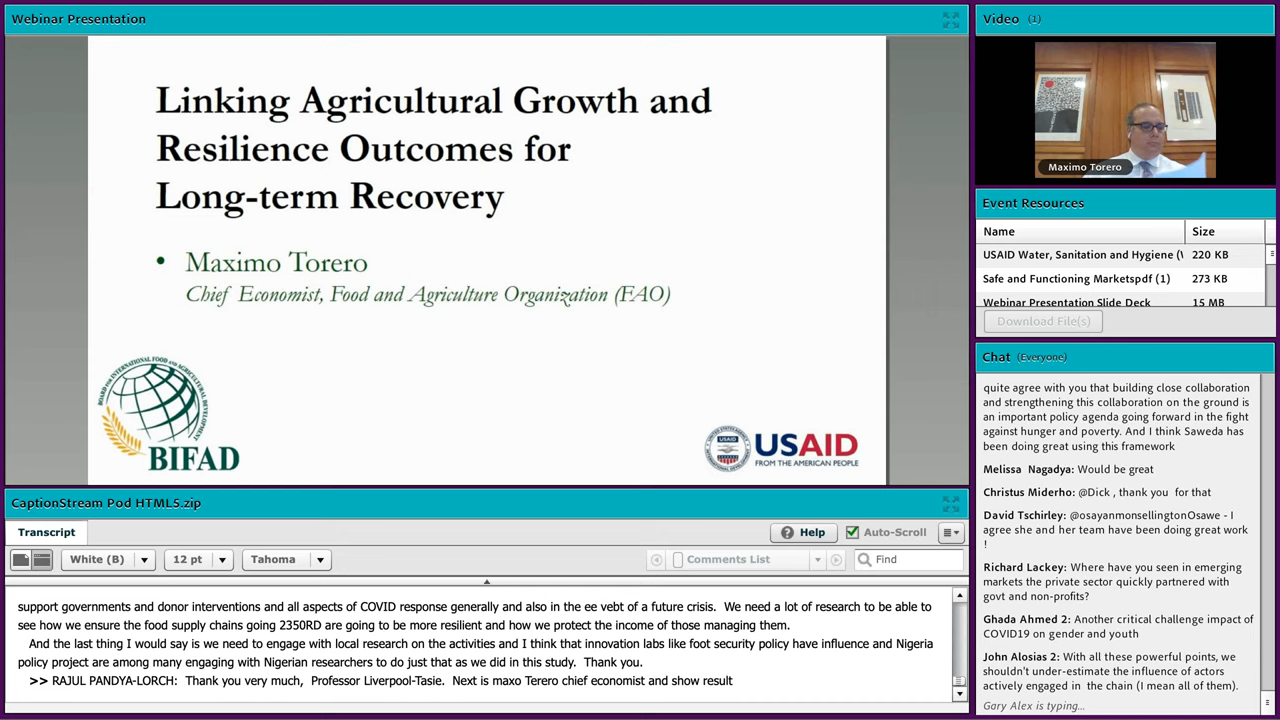 Webinar Presentation
Linking Agricultural Growth and
Resilience Outcomes for
Long-term Recovery
• Maximo Torero
Chief Economist, Food and Agriculture Organization (FAO)
BOARD FOR INTERNATIONAL FOOD AND AGRICULTURAL DEVELOPMENT
BIFAD
USAID
USAID
FROM THE AMERICAN PEOPLE
CaptionStream Pod HTML5.zip
Transcript
Help
Auto-Scroll
White (B)
12 pt
Tahoma
Comments List
Find
support governments and donor interventions and all aspects of COVID response generally and also in the ee vebt of a future crisis. We need a lot of research to be able to
see how we ensure the food supply chains going 2350RD are going to be more resilient and how we protect the income of those managing them.
And the last thing I would say is we need to engage with local research on the activities and I think that innovation labs like foot security policy have influence and Nigeria
policy project are among many engaging with Nigerian researchers to do just that as we did in this study. Thank you.
>> RAJUL PANDYA-LORCH: Thank you very much, Professor Liverpool-Tasie. Next is maxo Terero chief economist and show result
Video (1)
Maximo Torero
Event Resources
Name Size
USAID Water, Sanitation and Hygiene (W 220 KB
Safe and Functioning Marketspdf (1) 273 KB
Webinar Presentation Slide Deck 15 MB
Download File(s)
Chat (Everyone)
quite agree with you that building close collaboration
and strengthening this collaboration on the ground is
an important policy agenda going forward in the fight
against hunger and poverty. And I think Saweda has
been doing great using this framework
Melissa Nagadya: Would be great
Christus Miderho: @Dick , thank you for that
David Tschirley: @osayanmonsellingtonOsawe - I
agree she and her team have been doing great work
!
Richard Lackey: Where have you seen in emerging
markets the private sector quickly partnered with
govt and non-profits?
Ghada Ahmed 2: Another critical challenge impact of
COVID19 on gender and youth
John Alosias 2: With all these powerful points, we
shouldn't under-estimate the influence of actors
actively engaged in the chain (I mean all of them).
Gary Alex is typing...